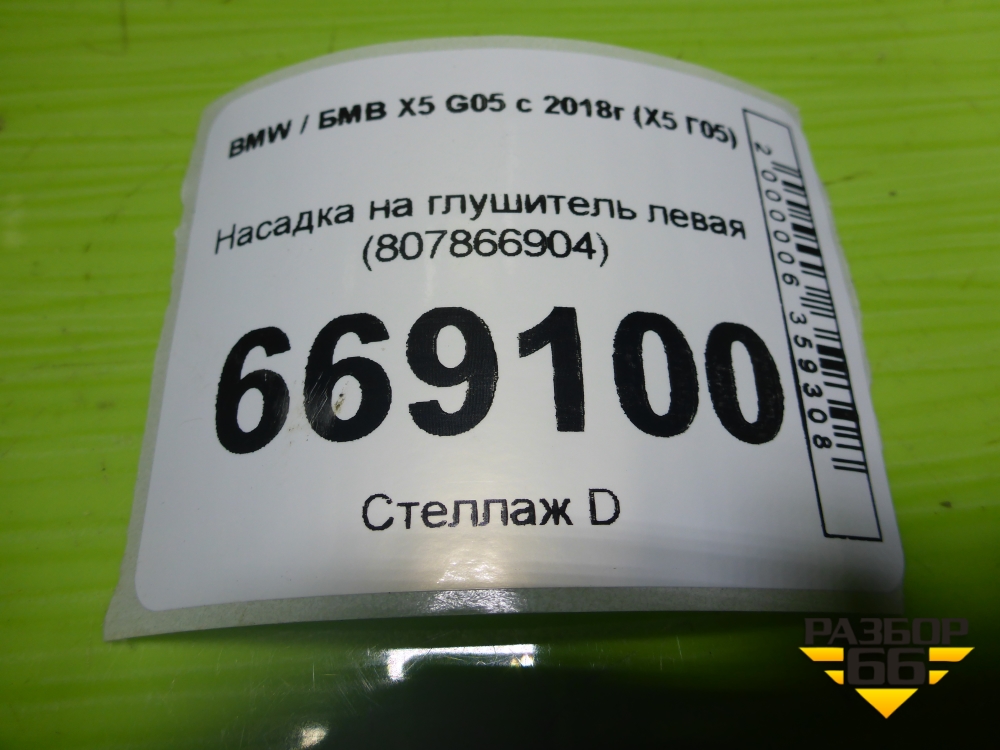 BMW / БМВ X5 G05 с 2018г (X5 Г05)
Насадка на глушитель левая
(807866904)
669100
Стеллаж D
2000006359308
РАЗБОР
66